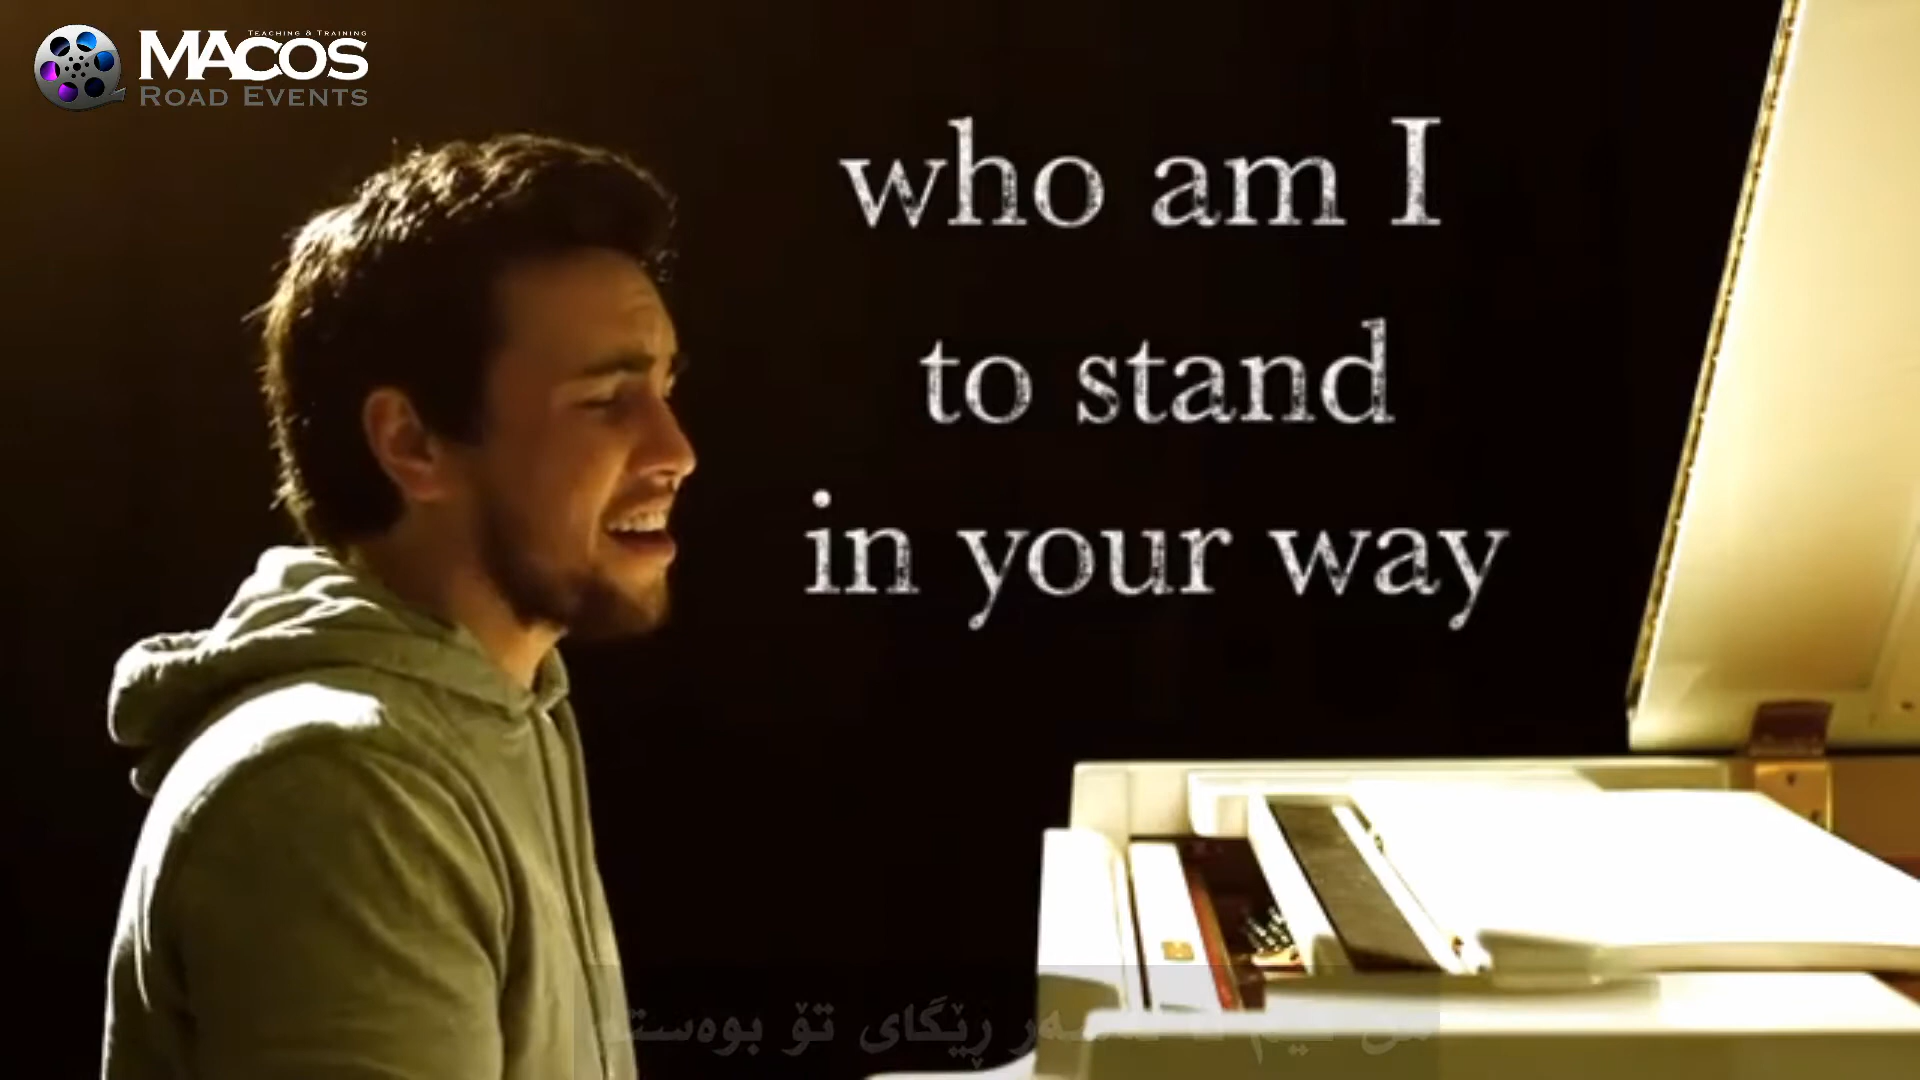 TEACHING & TRAINING
MACOS
ROAD EVENTS
who am I
to stand
in your way
ڕێگای تۆ بوەستم